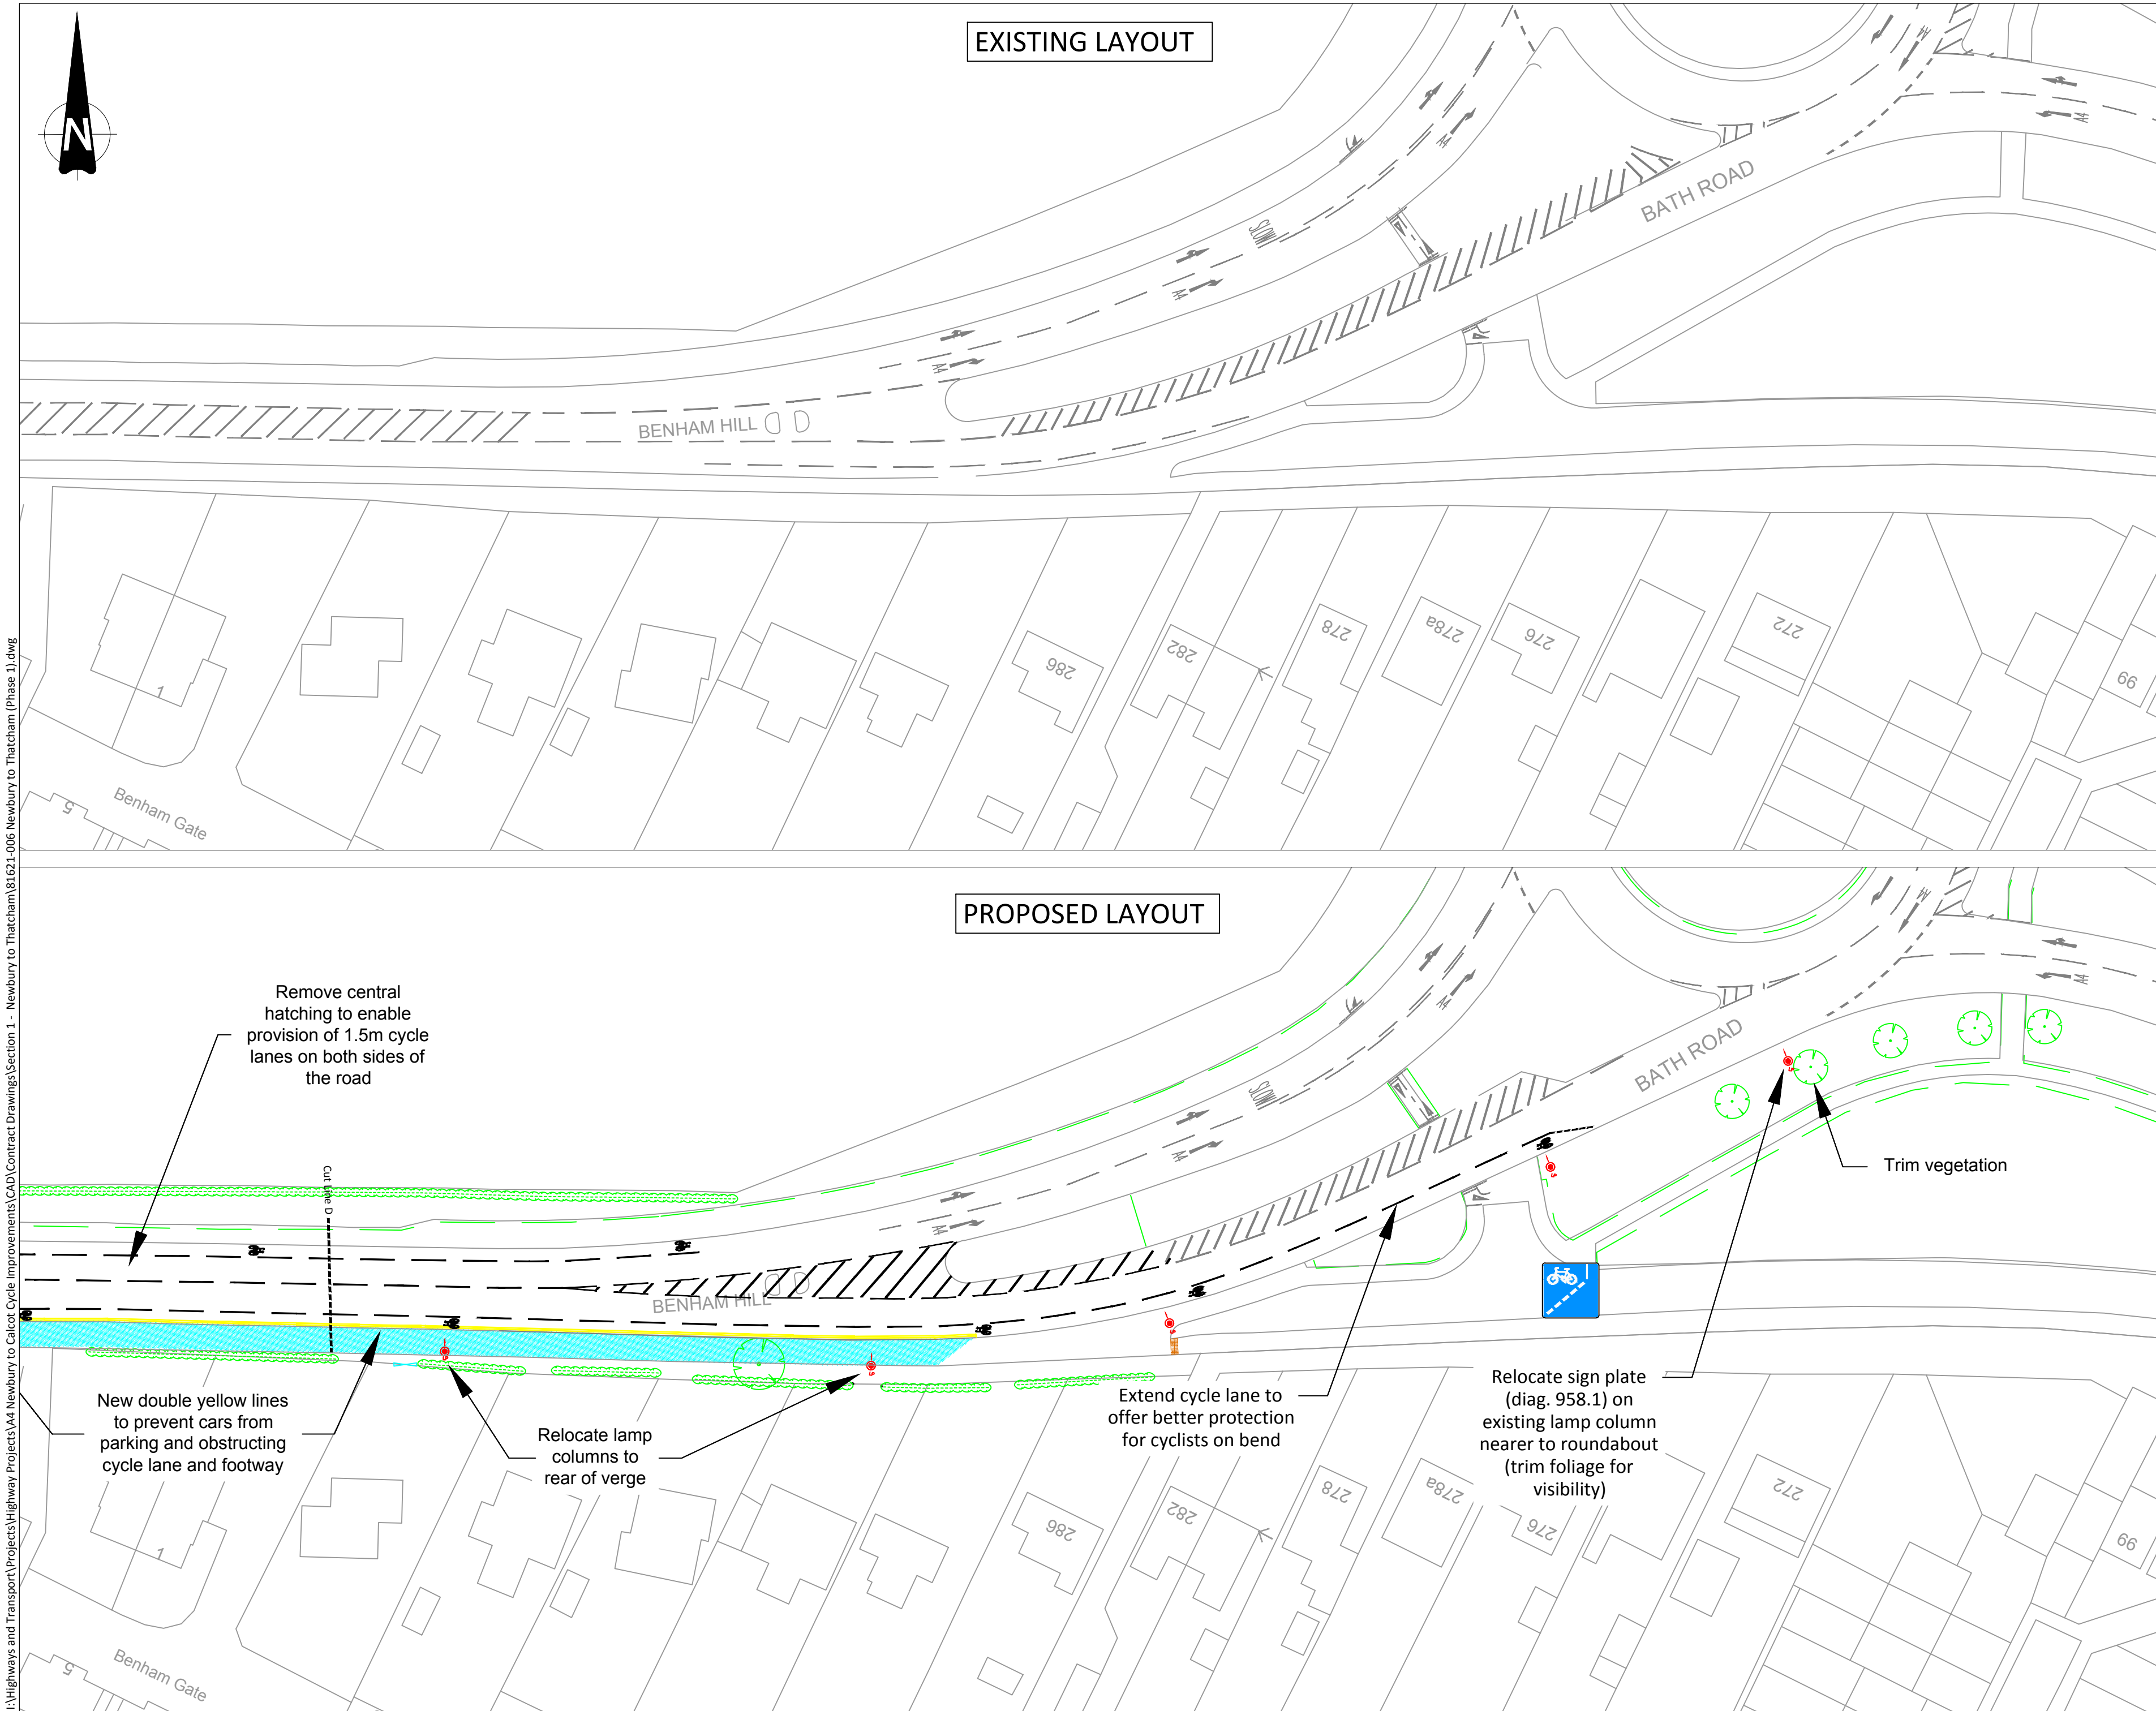 EXISTING LAYOUT
N
A4
A4
BATH ROAD
SLOW
A4
A4
BENHAM HILL
286
282
278
278a
276
272
99
1
5
Benham Gate
I:\Highways and Transport\Projects\Highway Projects\A4 Newbury to Calcot Cycle Improvements\CAD\Contract Drawings\Section 1 - Newbury to Thatcham\81621-006 Newbury to Thatcham (Phase 1).dwg
PROPOSED LAYOUT
Remove central
hatching to enable
provision of 1.5m cycle
lanes on both sides of
the road
A4
A4
BATH ROAD
SLOW
A4
A4
Trim vegetation
Cut Line D
BENHAM HILL
New double yellow lines
to prevent cars from
parking and obstructing
cycle lane and footway
Relocate lamp
columns to
rear of verge
Extend cycle lane to
offer better protection
for cyclists on bend
Relocate sign plate
(diag. 958.1) on
existing lamp column
nearer to roundabout
(trim foliage for
visibility)
286
282
278
278a
276
272
99
1
5
Benham Gate